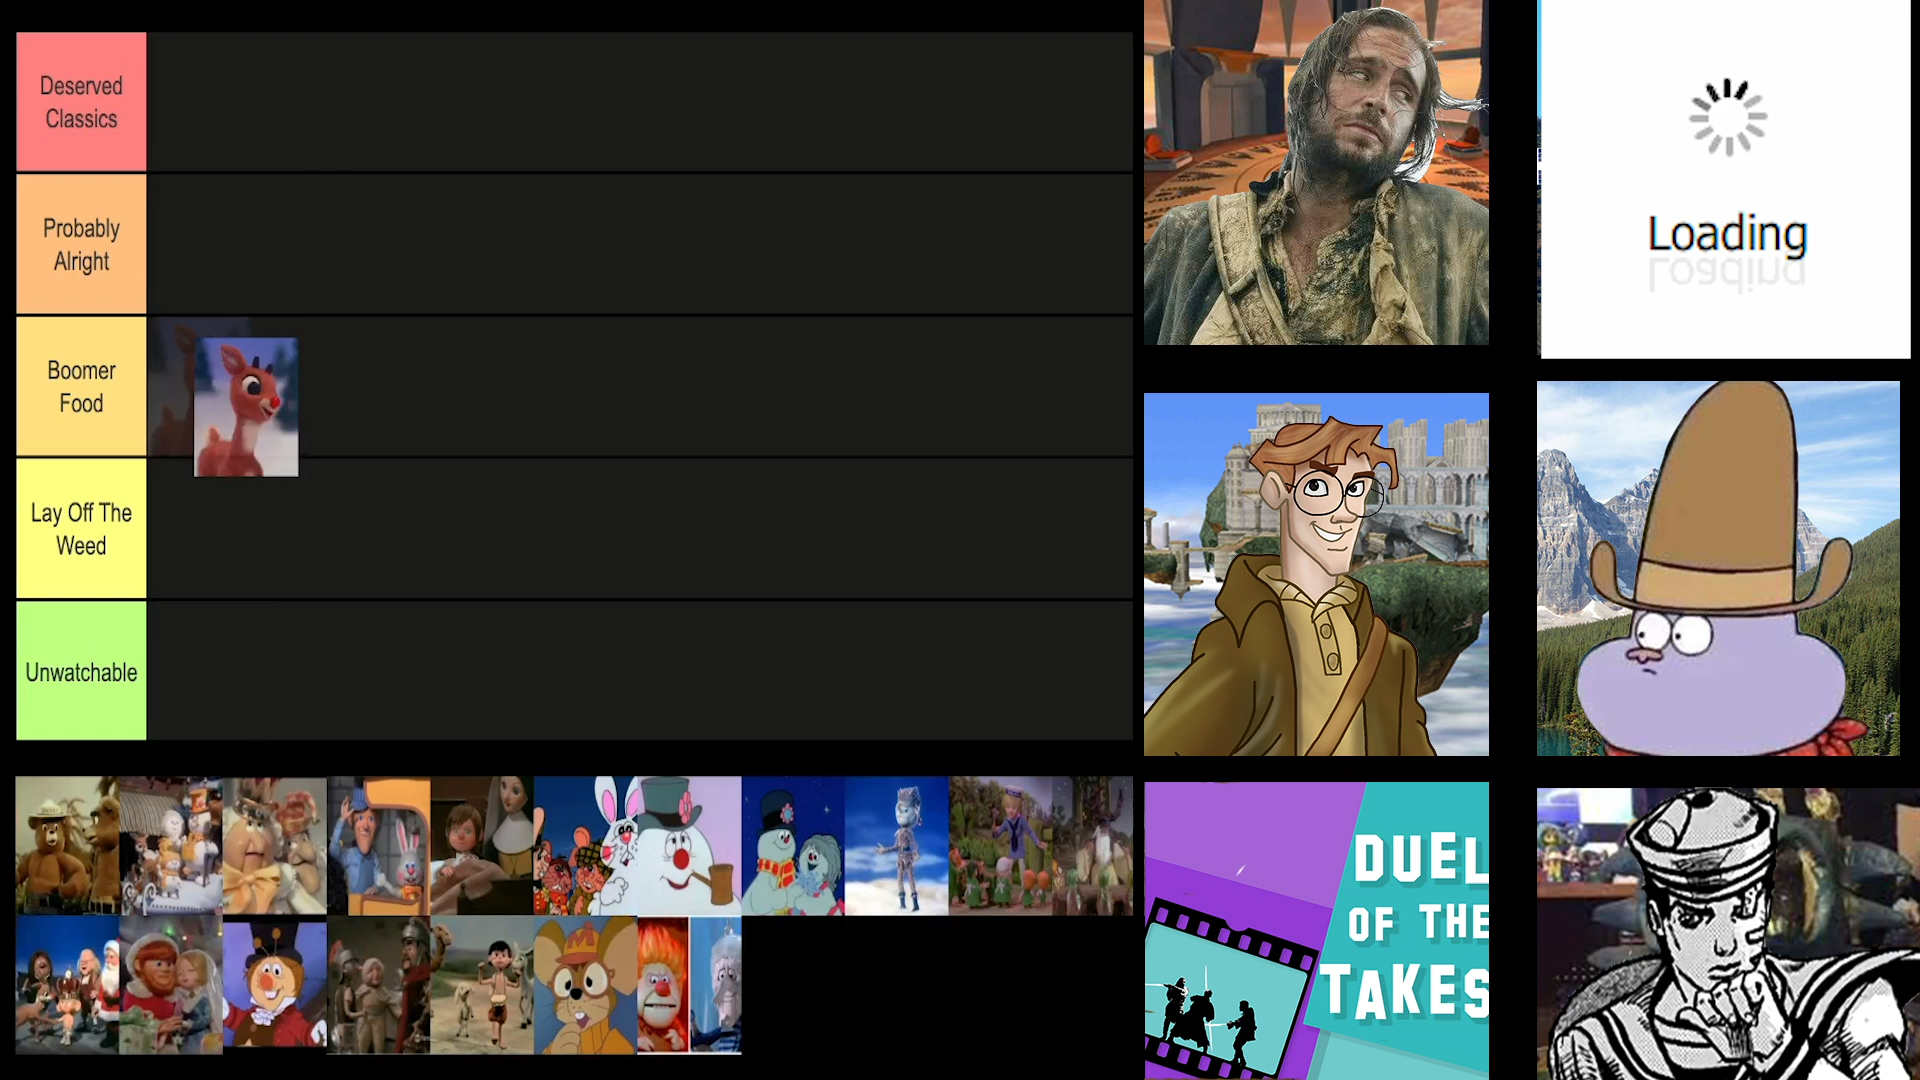 Deserved
Classics
Probably
Alright
Boomer
Food
Lay Off The
Weed
Unwatchable
Loading
DUEL
OF THE
TAKES